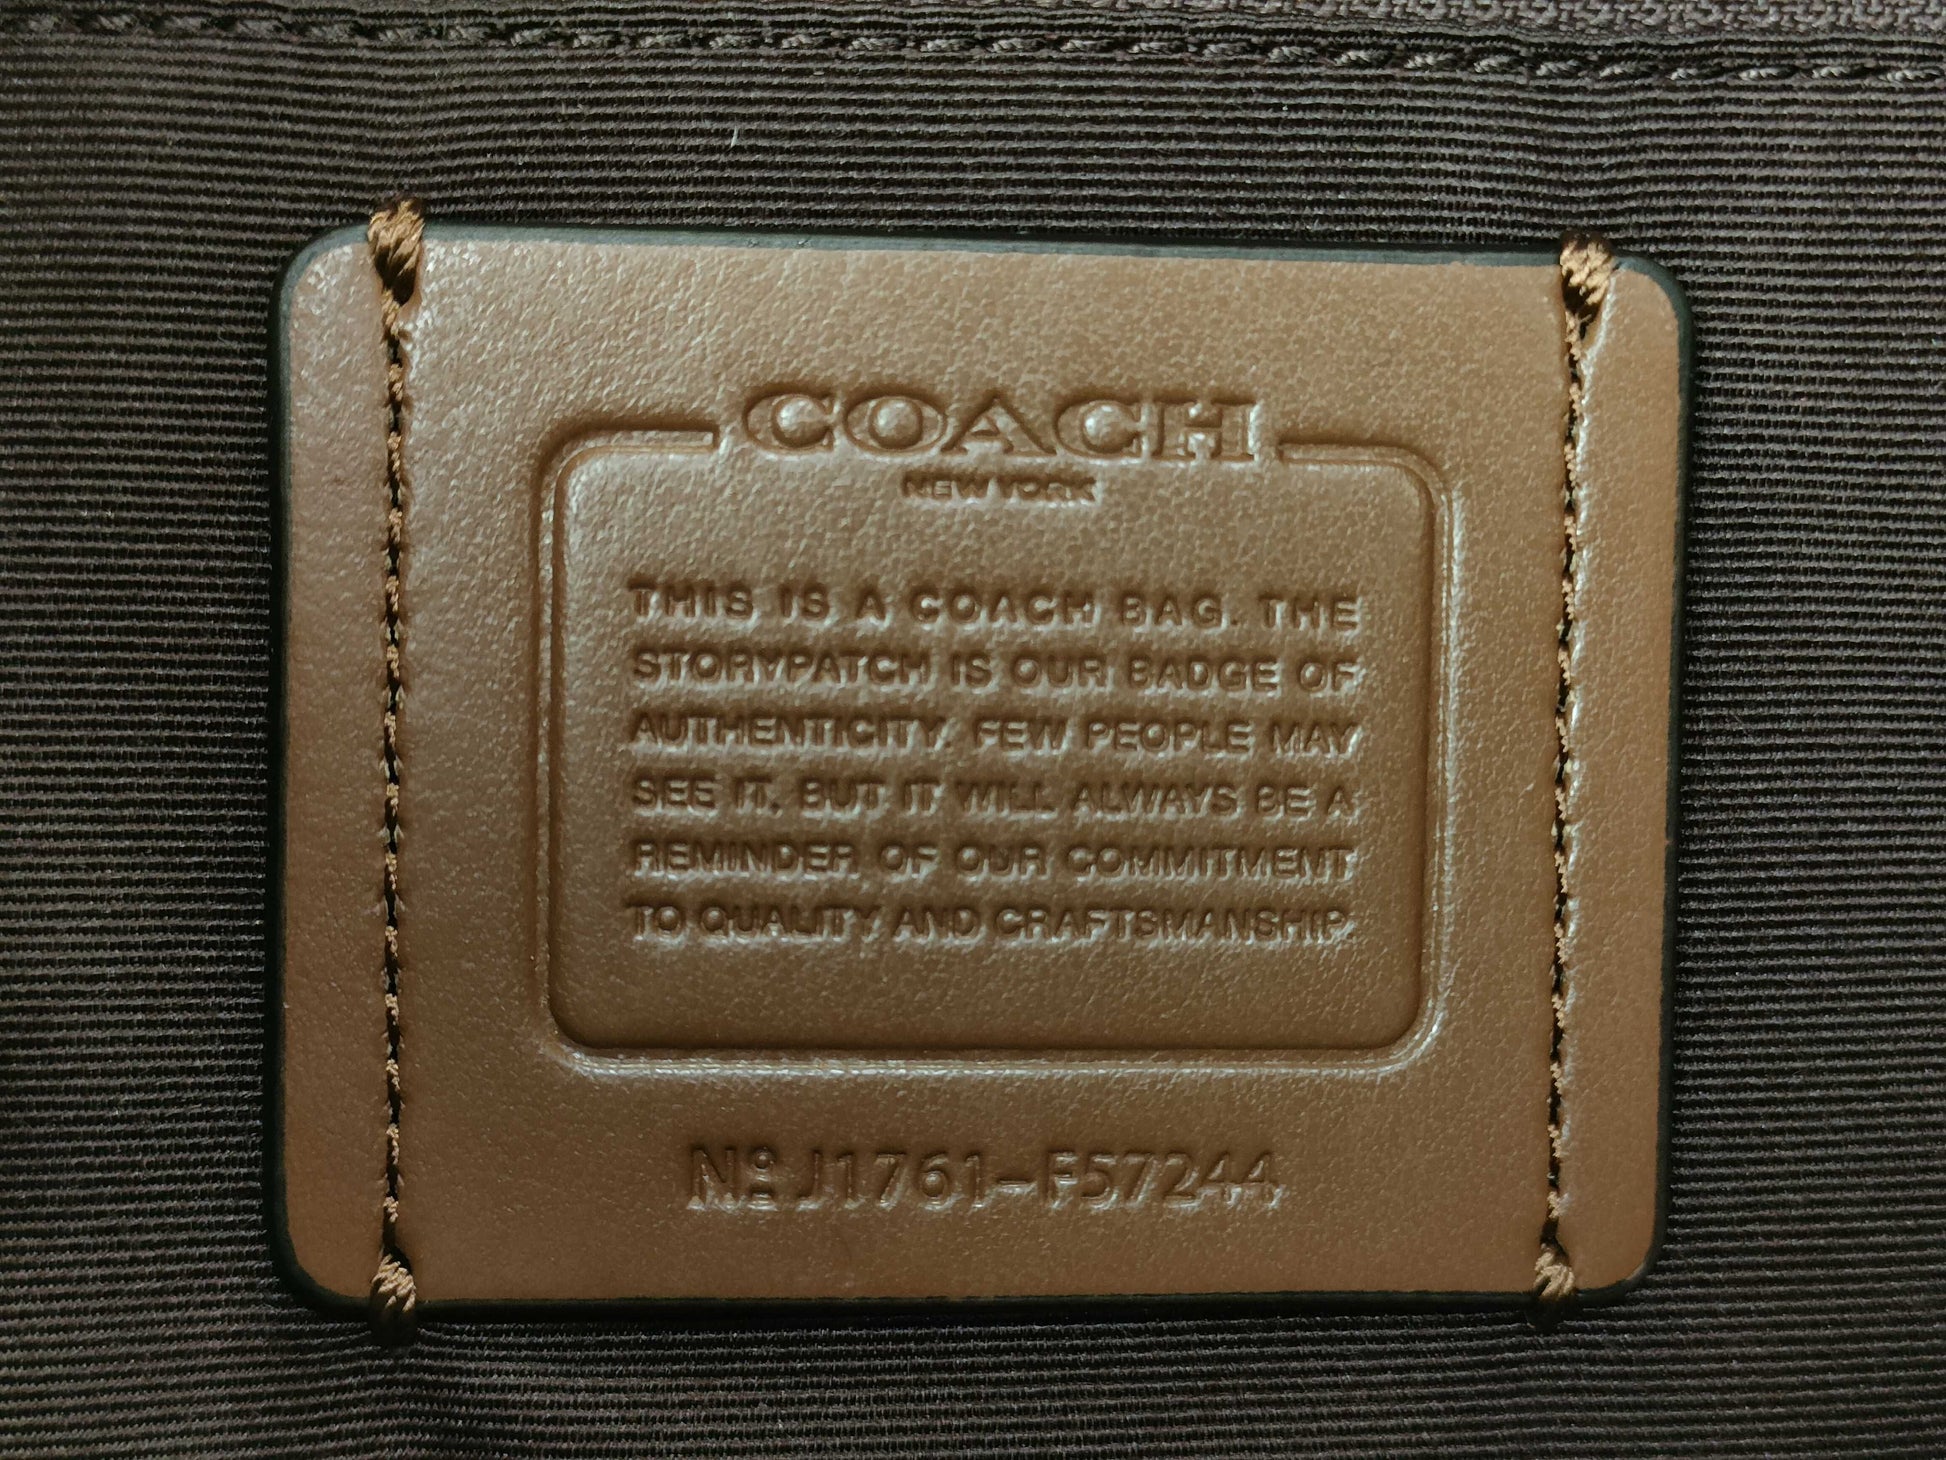 COACH
NEW YORK
THIS IS A COACH BAG. THE
STORYPATCH IS OUR BADGE OF
AUTHENTICITY. FEW PEOPLE MAY
SEE IT. BUT IT WILL ALWAYS BE A
REMINDER OF OUR COMMITMENT
TO QUALITY AND CRAFTSMANSHIP.
Nº J1761-F57244